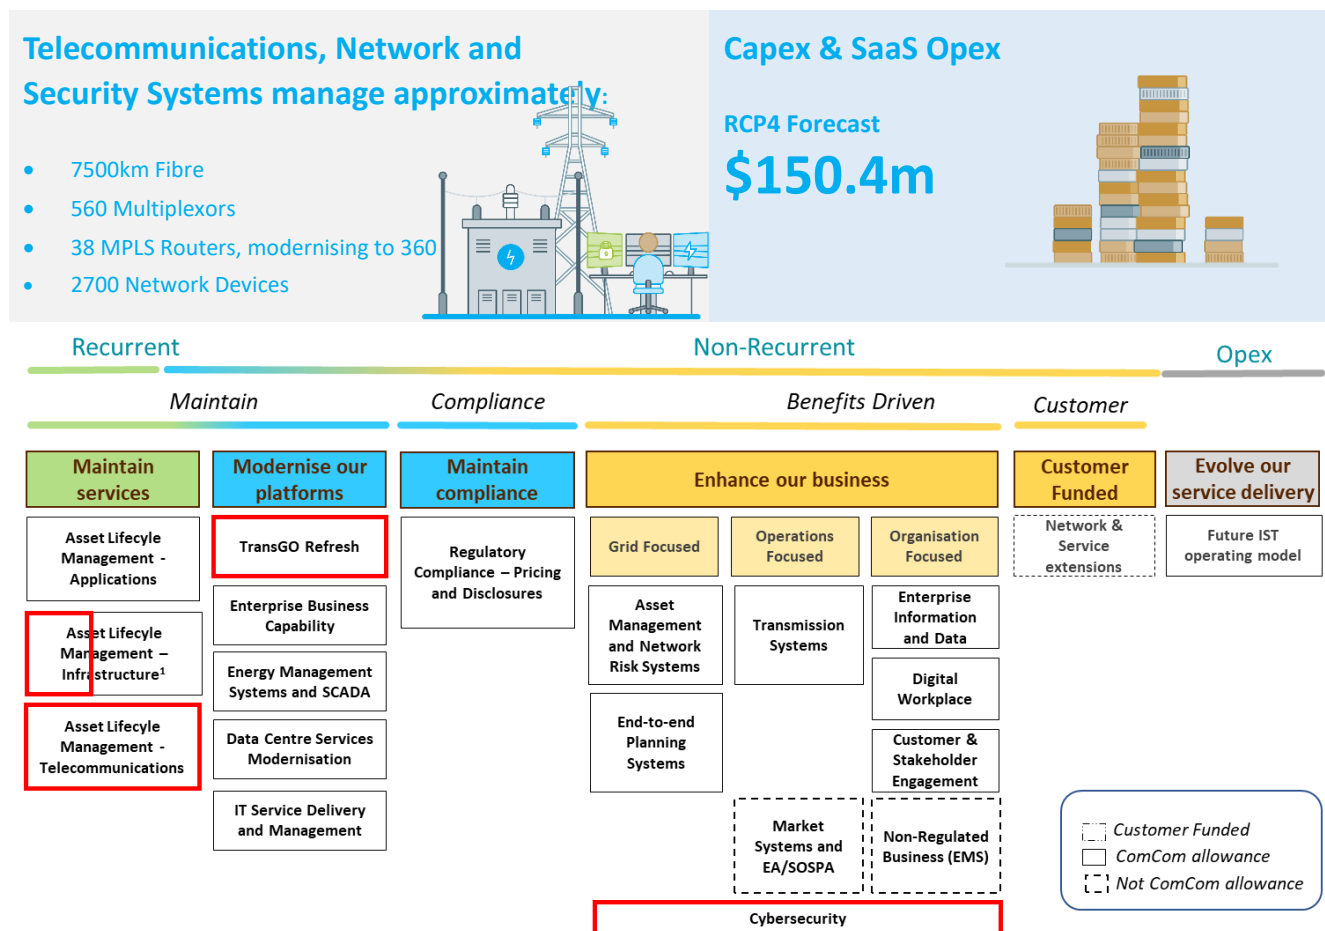 Telecommunications, Network and
Security Systems manage approximately:
• 7500km Fibre
• 560 Multiplexors
• 38 MPLS Routers, modernising to 360
• 2700 Network Devices
Capex & SaaS Opex
RCP4 Forecast
$150.4m
Recurrent
Non-Recurrent
Opex
Maintain
Compliance
Benefits Driven
Customer
Maintain
services
Modernise our
platforms
Maintain
compliance
Enhance our business
Customer
Funded
Evolve our
service delivery
Asset Lifecyle
Management -
Applications
Asset Lifecyle
Management –
Infrastructure¹
Asset Lifecyle
Management -
Telecommunications
TransGO Refresh
Enterprise Business
Capability
Energy Management
Systems and SCADA
Data Centre Services
Modernisation
IT Service Delivery
and Management
Regulatory
Compliance – Pricing
and Disclosures
Grid Focused
Asset
Management
and Network
Risk Systems
End-to-end
Planning
Systems
Operations
Focused
Transmission
Systems
Market
Systems and
EA/SOSPA
Organisation
Focused
Enterprise
Information
and Data
Digital
Workplace
Customer &
Stakeholder
Engagement
Non-Regulated
Business (EMS)
Cybersecurity
Network &
Service
extensions
Future IST
operating model
Customer Funded
ComCom allowance
Not ComCom allowance